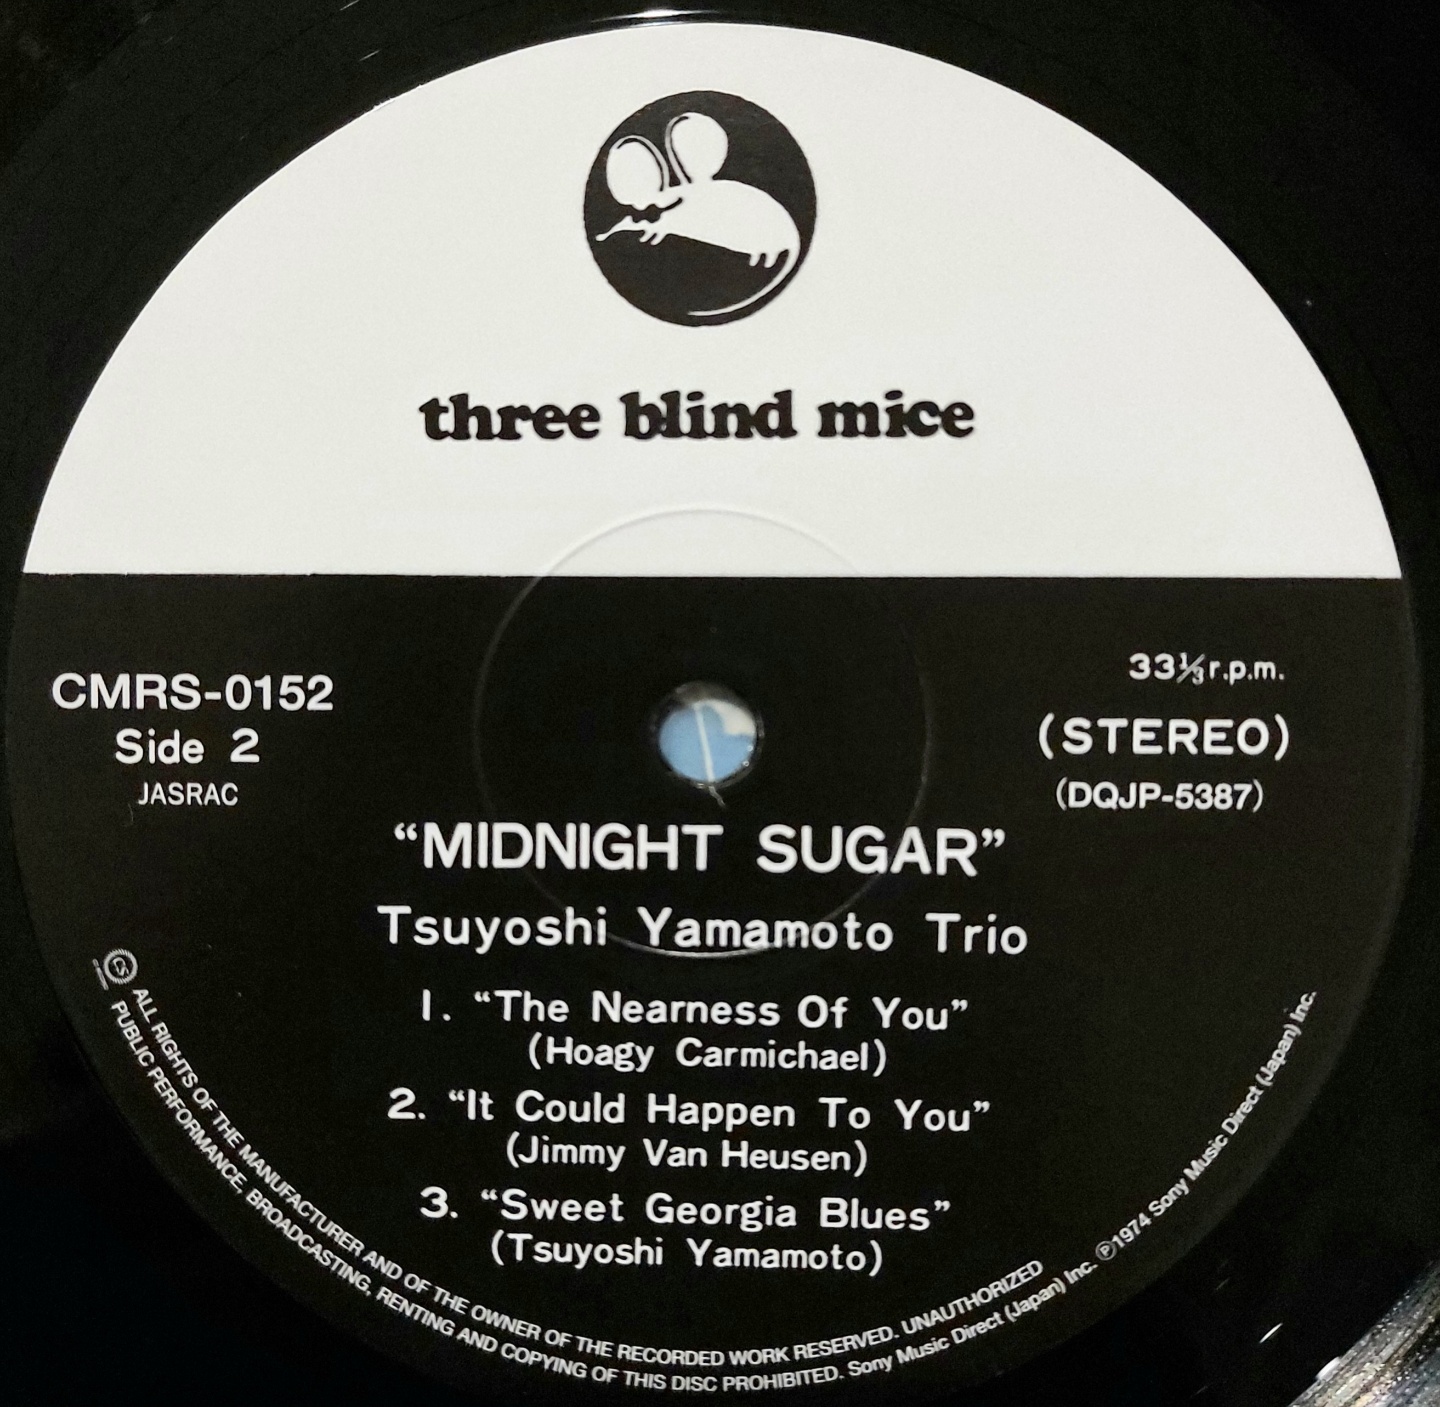 three blind mice
CMRS-0152
Side 2
JASRAC
33⅓ r.p.m.
(STEREO)
(DQJP-5387)
“MIDNIGHT SUGAR”
Tsuyoshi Yamamoto Trio
1. “The Nearness Of You”
(Hoagy Carmichael)
2. “It Could Happen To You”
(Jimmy Van Heusen)
3. “Sweet Georgia Blues”
(Tsuyoshi Yamamoto)
ALL RIGHTS OF THE MANUFACTURER AND OF THE OWNER OF THE RECORDED WORK RESERVED. UNAUTHORIZED
PUBLIC PERFORMANCE, BROADCASTING, RENTING AND COPYING OF THIS DISC PROHIBITED. Sony Music Direct (Japan) Inc. ℗1974 Sony Music Direct (Japan) Inc.